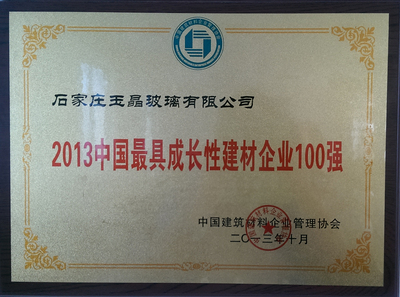 石家庄玉晶玻璃有限公司
2013中国最具成长性建材企业100强
中国建筑材料企业管理协会
二〇一三年十月